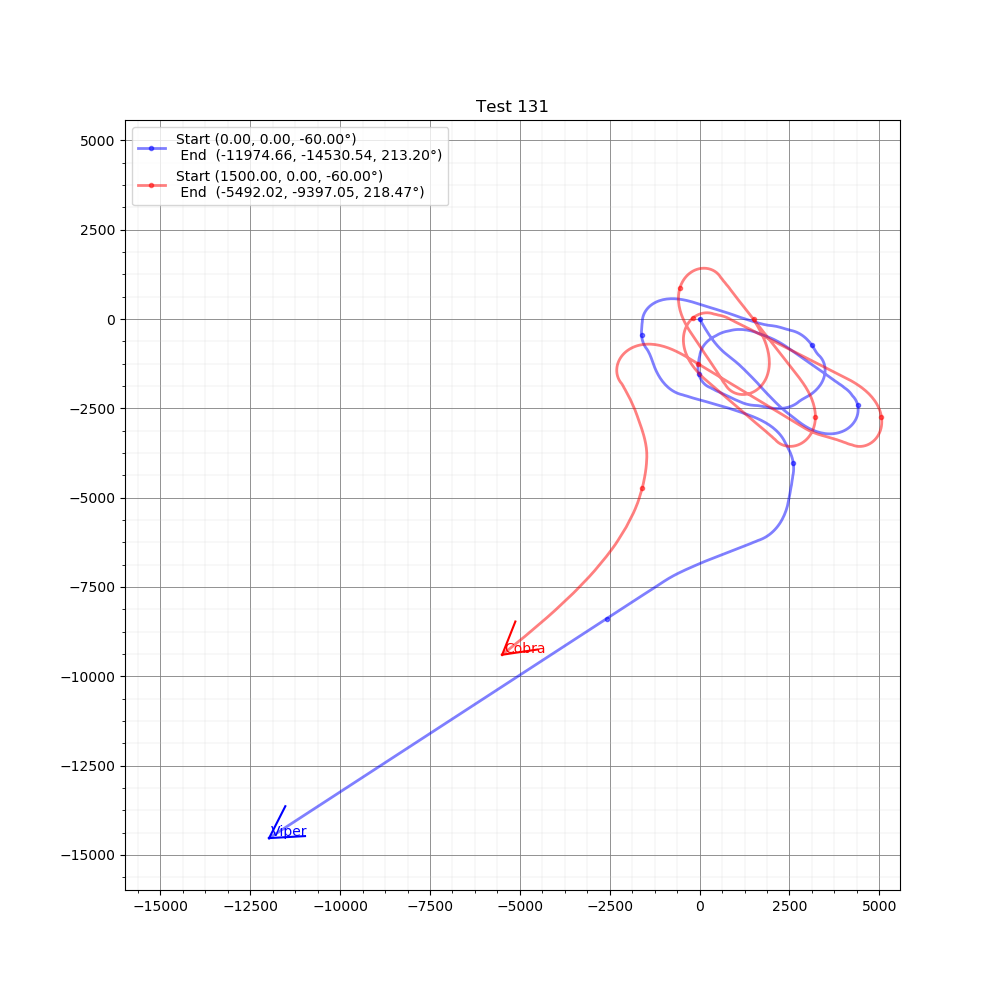 Test 131
Start (0.00, 0.00, -60.00°)
End (-11974.66, -14530.54, 213.20°)
Start (1500.00, 0.00, -60.00°)
End (-5492.02, -9397.05, 218.47°)
5000
2500
0
−2500
−5000
−7500
−10000
−12500
−15000
Cobra
Viper
−15000 −12500 −10000 −7500 −5000 −2500 0 2500 5000